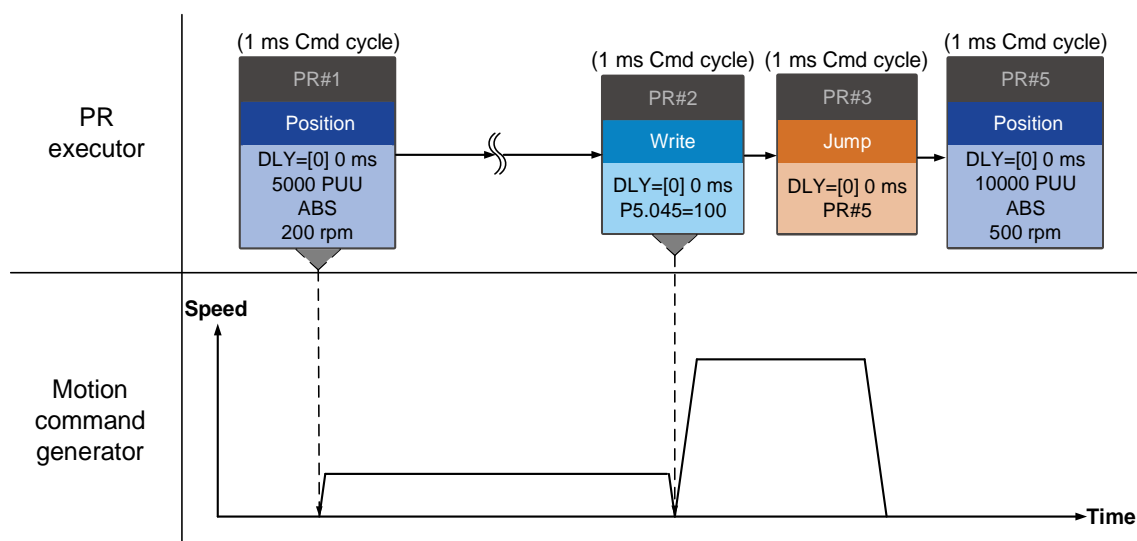 PR
executor
(1 ms Cmd cycle)
PR#1
Position
DLY=[0] 0 ms
5000 PUU
ABS
200 rpm
(1 ms Cmd cycle)
PR#2
Write
DLY=[0] 0 ms
P5.045=100
(1 ms Cmd cycle)
PR#3
Jump
DLY=[0] 0 ms
PR#5
(1 ms Cmd cycle)
PR#5
Position
DLY=[0] 0 ms
10000 PUU
ABS
500 rpm
Motion
command
generator
Speed
Time